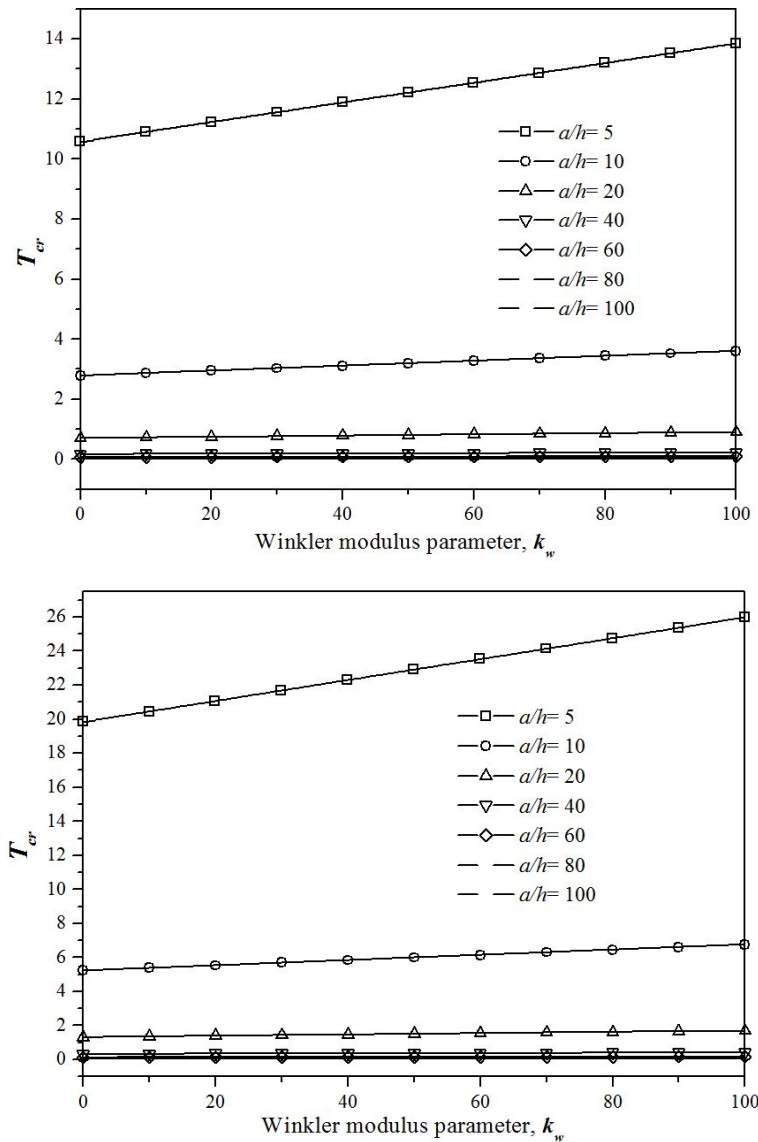 14
12
10
8
6
4
2
0
T_cr
a/h= 5
a/h= 10
a/h= 20
a/h= 40
a/h= 60
a/h= 80
a/h= 100
0 20 40 60 80 100
Winkler modulus parameter, k_w
26
24
22
20
18
16
14
12
10
8
6
4
2
0
T_cr
a/h= 5
a/h= 10
a/h= 20
a/h= 40
a/h= 60
a/h= 80
a/h= 100
0 20 40 60 80 100
Winkler modulus parameter, k_w